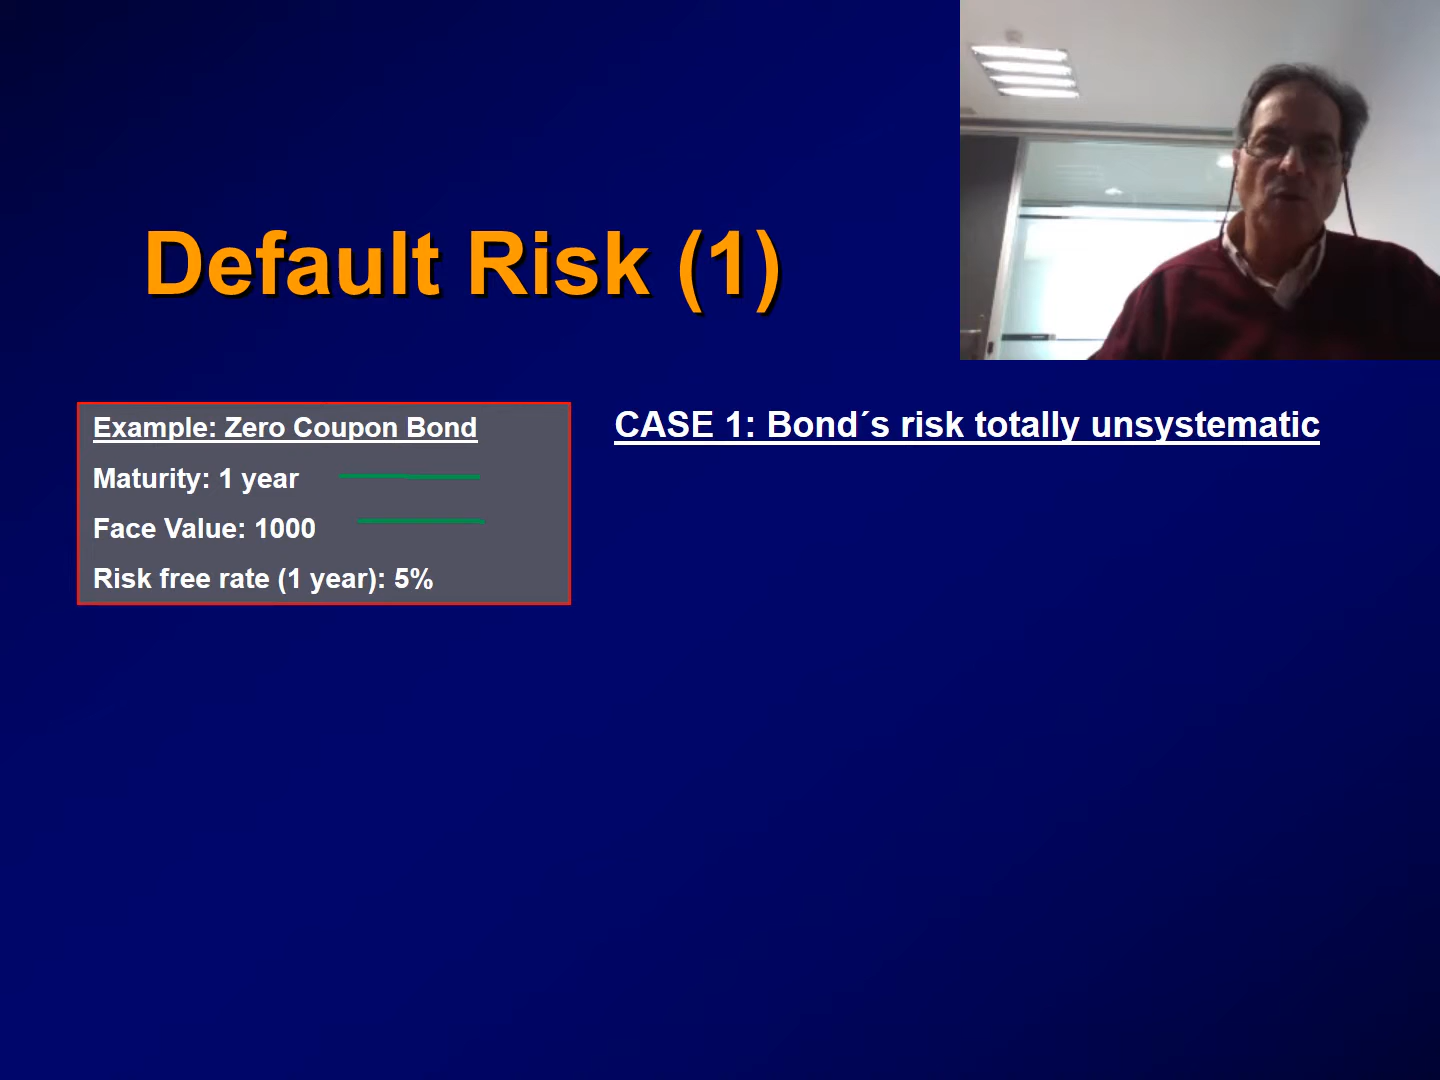 Default Risk (1)
Example: Zero Coupon Bond
Maturity: 1 year
Face Value: 1000
Risk free rate (1 year): 5%
CASE 1: Bond´s risk totally unsystematic